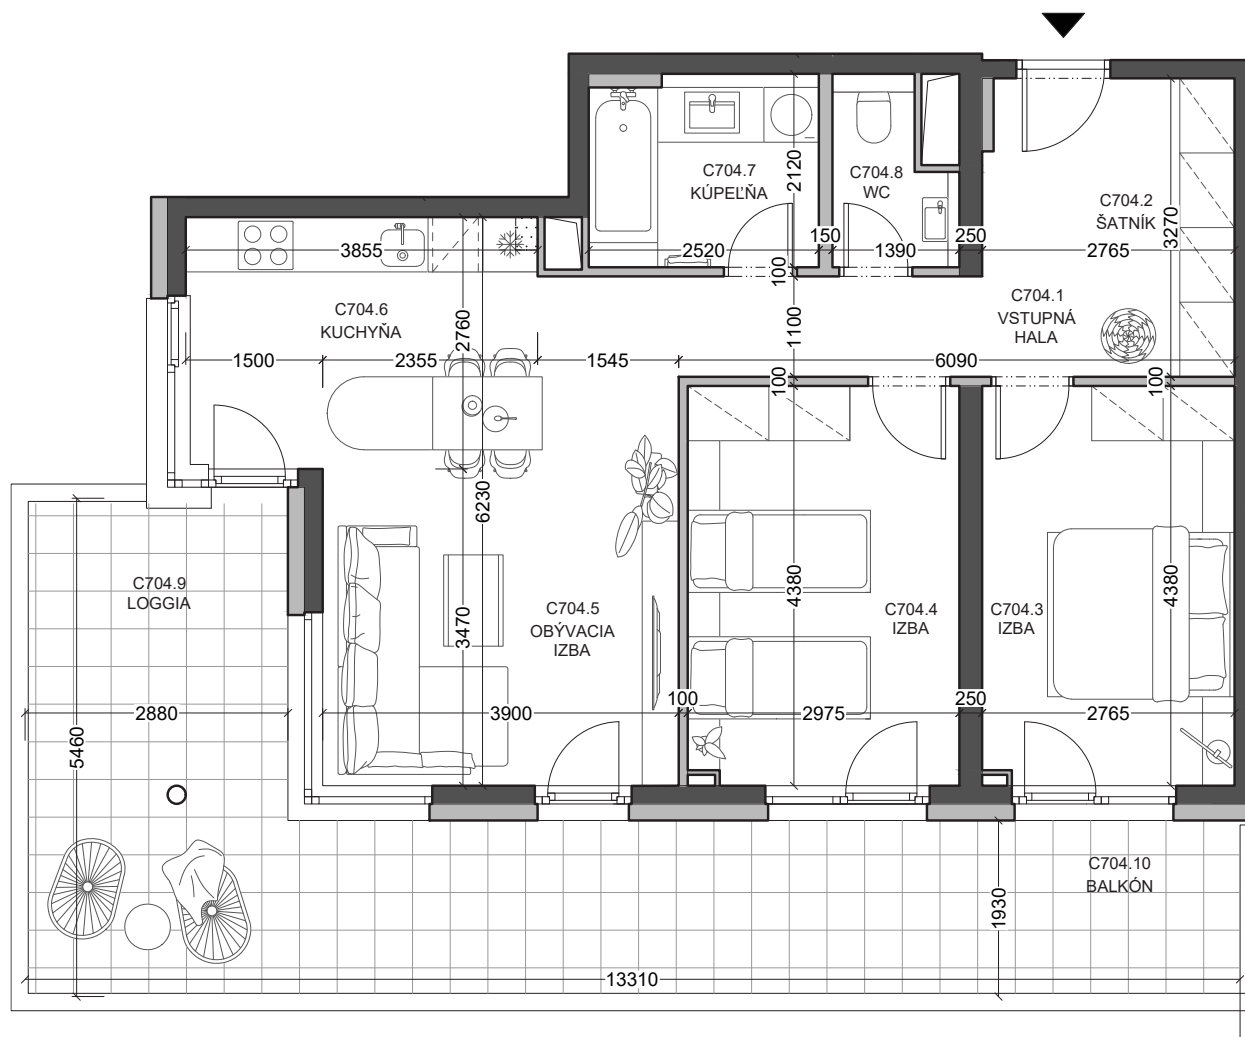 C704.7
KÚPEĽŇA
2120
C704.8
WC
C704.2
ŠATNÍK
3270
3855
2520
150
1390
250
2765
100
C704.6
KUCHYŇA
2760
1100
C704.1
VSTUPNÁ
HALA
1500
2355
1545
6090
100
100
6230
C704.9
LOGGIA
3470
C704.5
OBÝVACIA
IZBA
4380
C704.4
IZBA
C704.3
IZBA
4380
2880
3900
100
2975
250
2765
5460
C704.10
BALKÓN
1930
13310